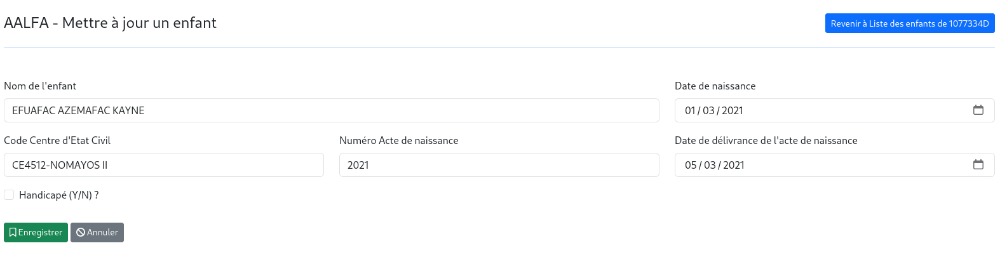 AALFA - Mettre à jour un enfant
Revenir à Liste des enfants de 1077334D
Nom de l'enfant
Date de naissance
EFUAFAC AZEMAFAC KAYNE
01 / 03 / 2021
Code Centre d'Etat Civil
Numéro Acte de naissance
Date de délivrance de l'acte de naissance
CE4512-NOMAYOS II
2021
05 / 03 / 2021
Handicapé (Y/N) ?
Enregistrer
Annuler